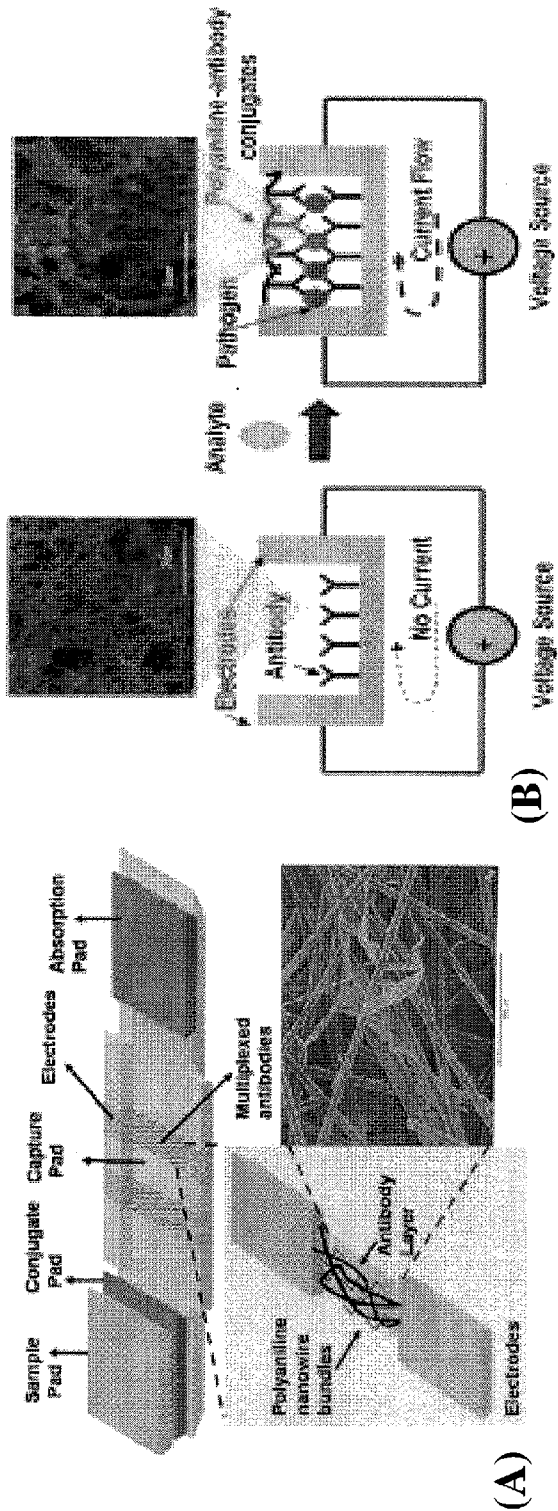 (A)
Sample
Pad
Conjugate
Pad
Capture
Pad
Electrodes
Absorption
Pad
Multiplexed
antibodies
Polyaniline
nanowire
bundles
Antibody
Layer
Electrodes
(B)
Electrodes
Antibody
No Current
Voltage Source
Analyte
Pathogen
Polyaniline-antibody
conjugates
Current Flow
Voltage Source